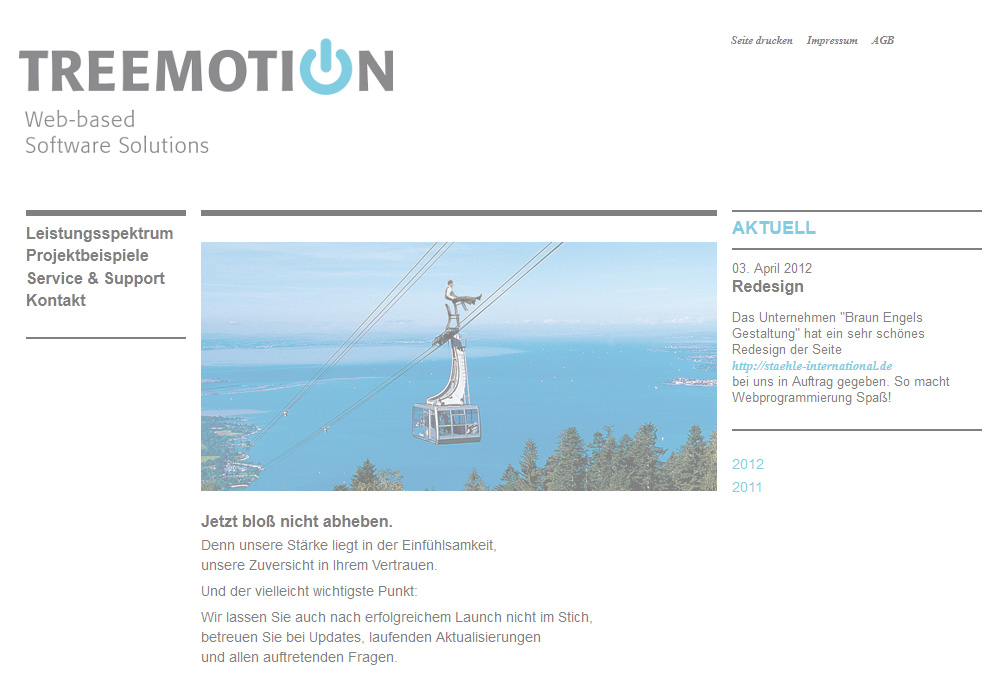 TREEMOTION
Web-based
Software Solutions
Seite drucken Impressum AGB
Leistungsspektrum
Projektbeispiele
Service & Support
Kontakt
Jetzt bloß nicht abheben.
Denn unsere Stärke liegt in der Einfühlsamkeit,
unsere Zuversicht in Ihrem Vertrauen.
Und der vielleicht wichtigste Punkt:
Wir lassen Sie auch nach erfolgreichem Launch nicht im Stich,
betreuen Sie bei Updates, laufenden Aktualisierungen
und allen auftretenden Fragen.
AKTUELL
03. April 2012
Redesign
Das Unternehmen "Braun Engels
Gestaltung" hat ein sehr schönes
Redesign der Seite
http://staehle-international.de
bei uns in Auftrag gegeben. So macht
Webprogrammierung Spaß!
2012
2011